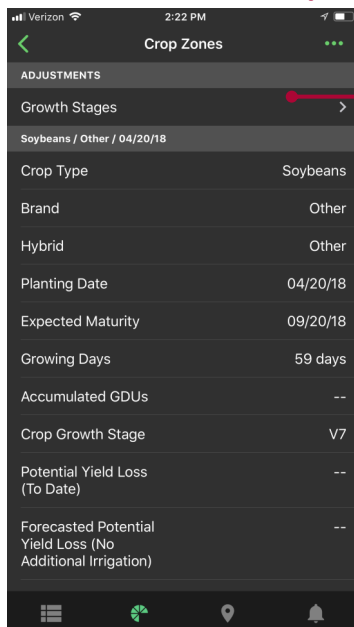 Verizon 2:22 PM
Crop Zones
ADJUSTMENTS
Growth Stages
Soybeans / Other / 04/20/18
Crop Type Soybeans
Brand Other
Hybrid Other
Planting Date 04/20/18
Expected Maturity 09/20/18
Growing Days 59 days
Accumulated GDUs --
Crop Growth Stage V7
Potential Yield Loss --
(To Date)
Forecasted Potential --
Yield Loss (No
Additional Irrigation)